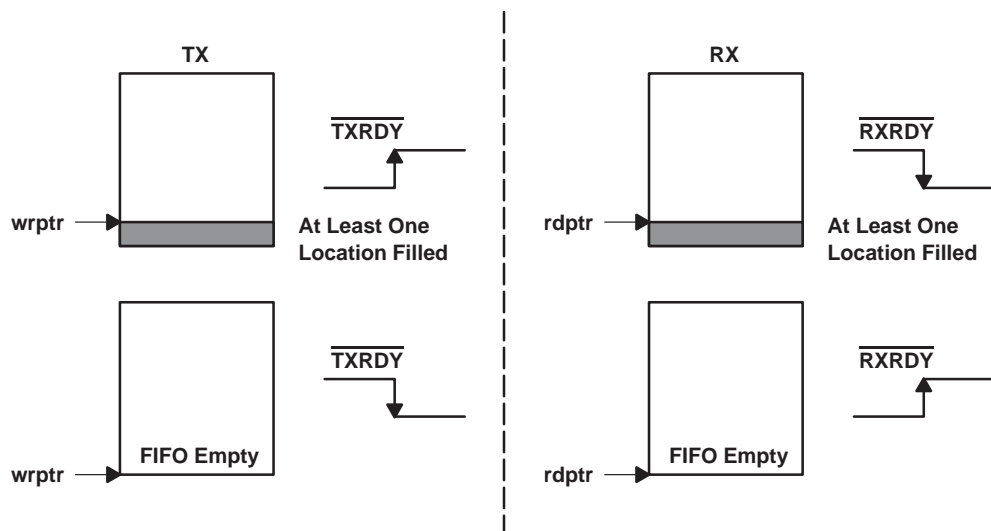 TX
TXRDY
wrptr
At Least One
Location Filled
TXRDY
FIFO Empty
wrptr
RX
RXRDY
rdptr
At Least One
Location Filled
RXRDY
FIFO Empty
rdptr